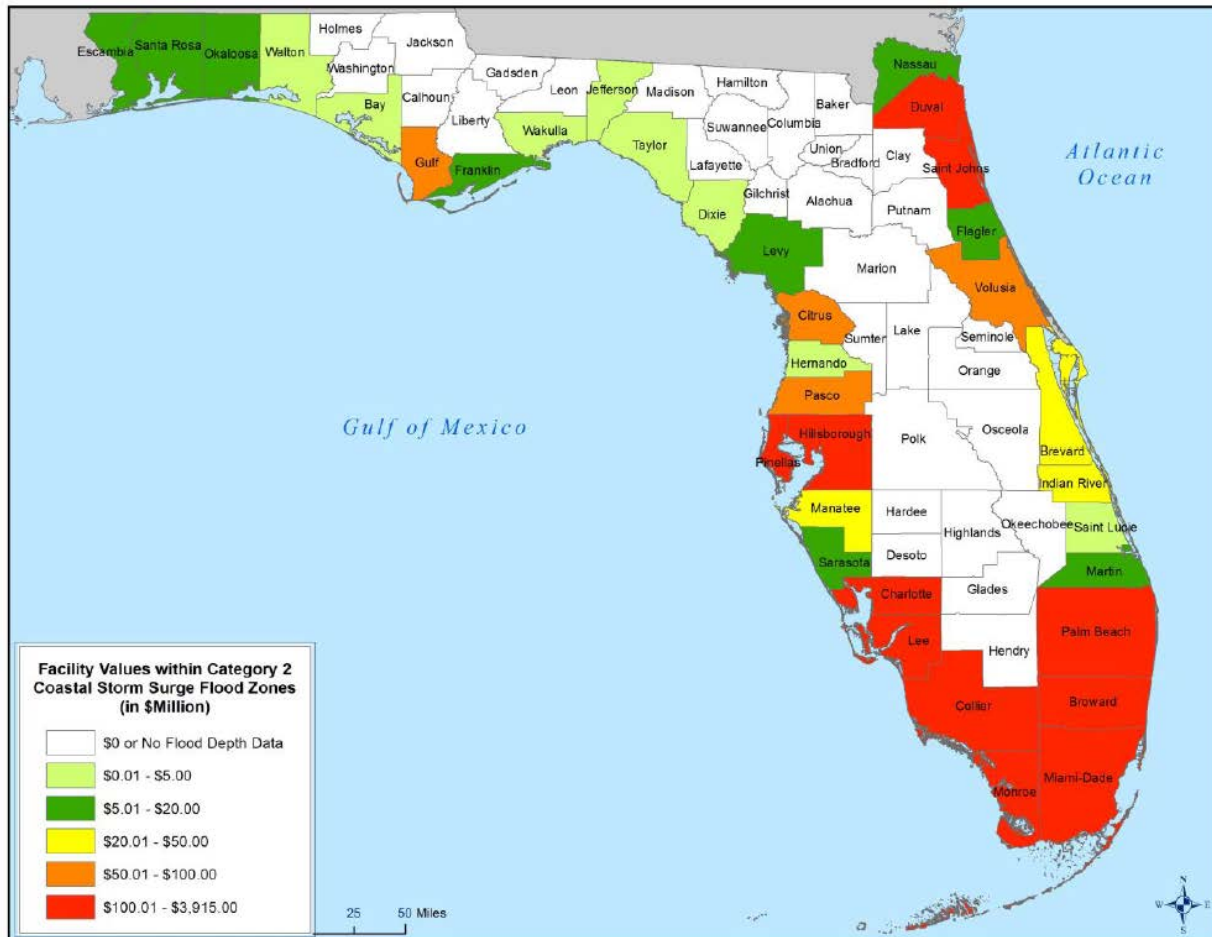 Holmes
Jackson
Escambia
Santa Rosa
Okaloosa
Walton
Washington
Gadsden
Hamilton
Nassau
Bay
Calhoun
Leon
Jefferson
Madison
Baker
Duval
Liberty
Wakulla
Suwannee
Columbia
Gulf
Franklin
Taylor
Lafayette
Union
Bradford
Clay
Saint Johns
Atlantic
Ocean
Gilchrist
Alachua
Putnam
Dixie
Flagler
Levy
Marion
Volusia
Citrus
Sumter
Lake
Seminole
Hernando
Orange
Pasco
Gulf of Mexico
Hillsborough
Polk
Osceola
Pinellas
Brevard
Indian River
Manatee
Hardee
Highlands
Okeechobee
Saint Lucie
Sarasota
Desoto
Martin
Charlotte
Glades
Palm Beach
Lee
Hendry
Collier
Broward
Miami-Dade
Monroe
Facility Values within Category 2
Coastal Storm Surge Flood Zones
(in $Million)
$0 or No Flood Depth Data
$0.01 - $5.00
$5.01 - $20.00
$20.01 - $50.00
$50.01 - $100.00
$100.01 - $3,915.00
25 50 Miles
N
W E
S